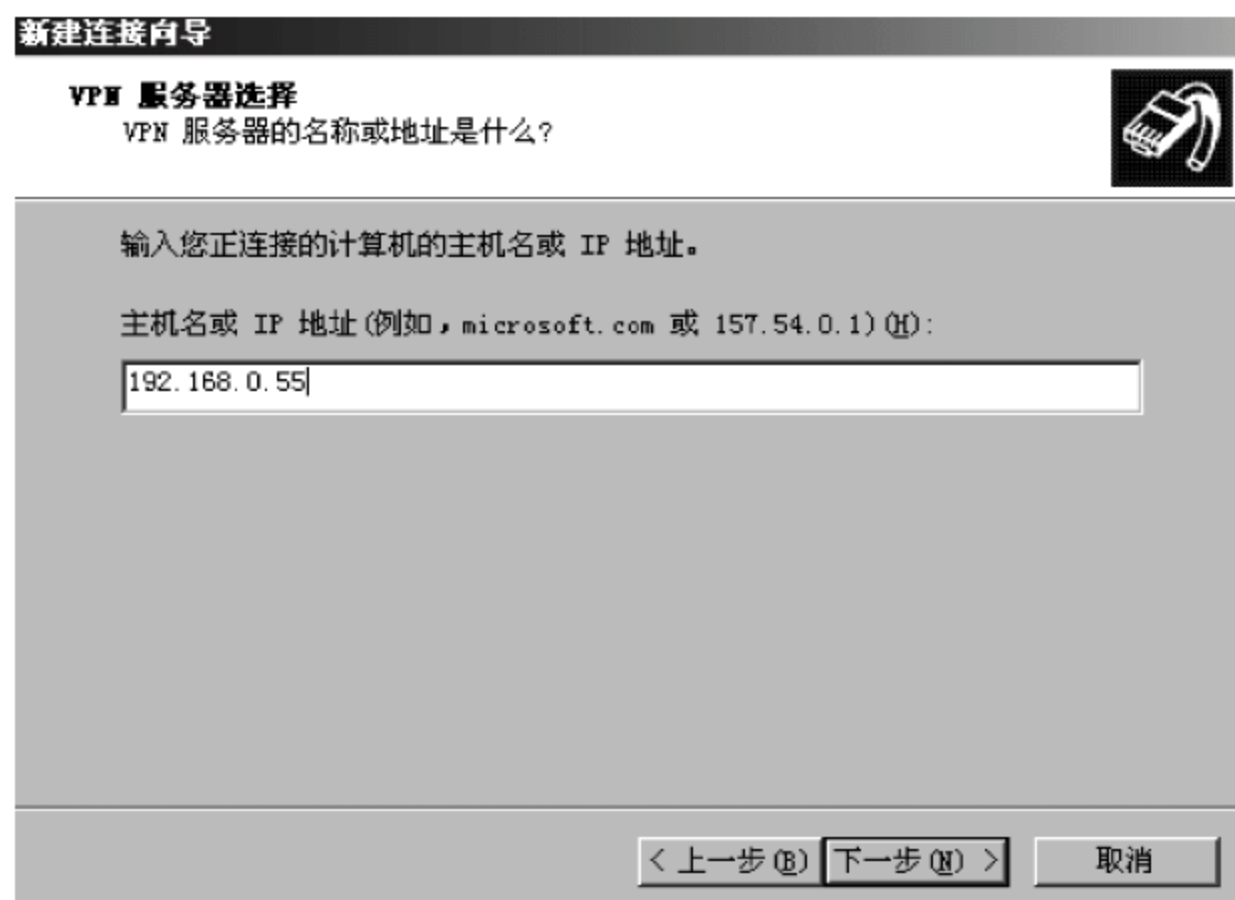 新建连接向导
VPN 服务器选择
VPN 服务器的名称或地址是什么?
输入您正连接的计算机的主机名或 IP 地址。
主机名或 IP 地址(例如,microsoft.com 或 157.54.0.1)(H):
192.168.0.55
< 上一步(B) 下一步(N) > 取消